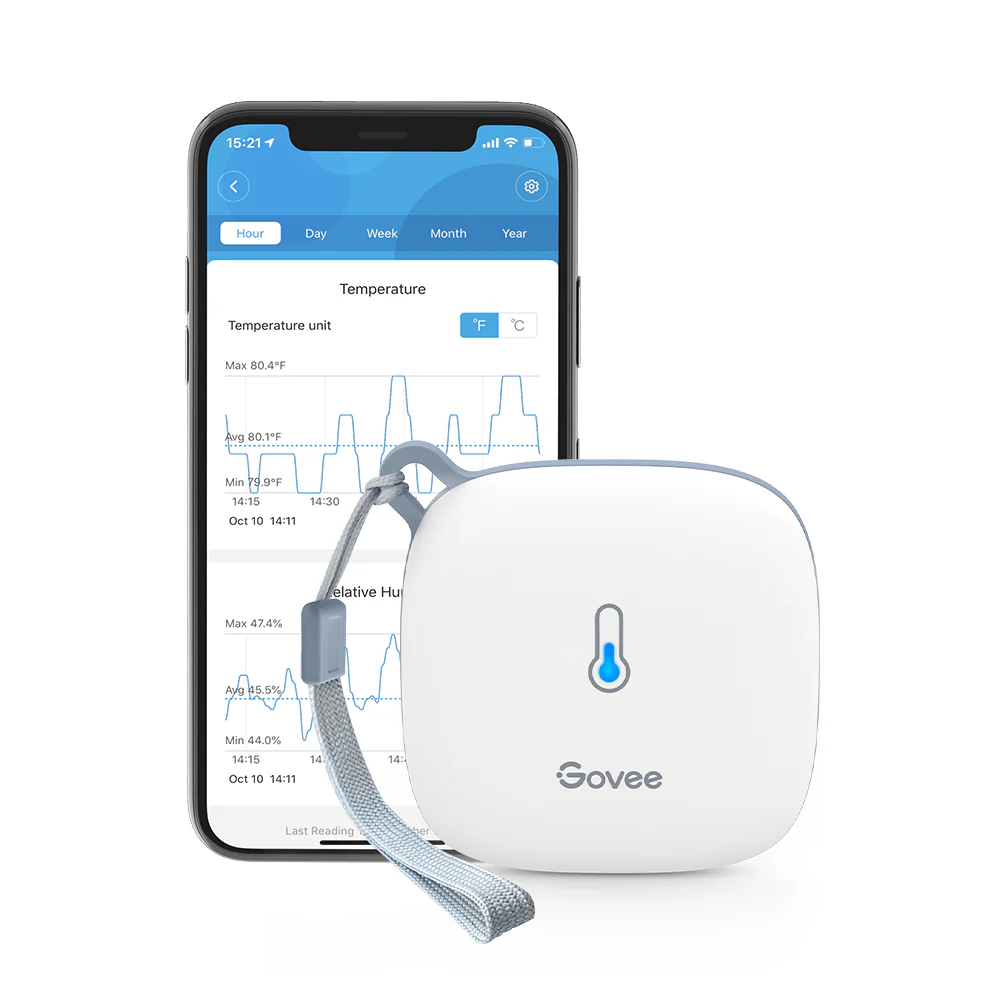 15:21
Hour Day Week Month Year
Temperature
Temperature unit °F °C
Max 80.4°F
Avg 80.1°F
Min 79.9°F
14:15 14:30
Oct 10 14:11
elative Hu
Max 47.4%
Avg 45.5%
Min 44.0%
14:15
Oct 10 14:11
Last Reading
Govee